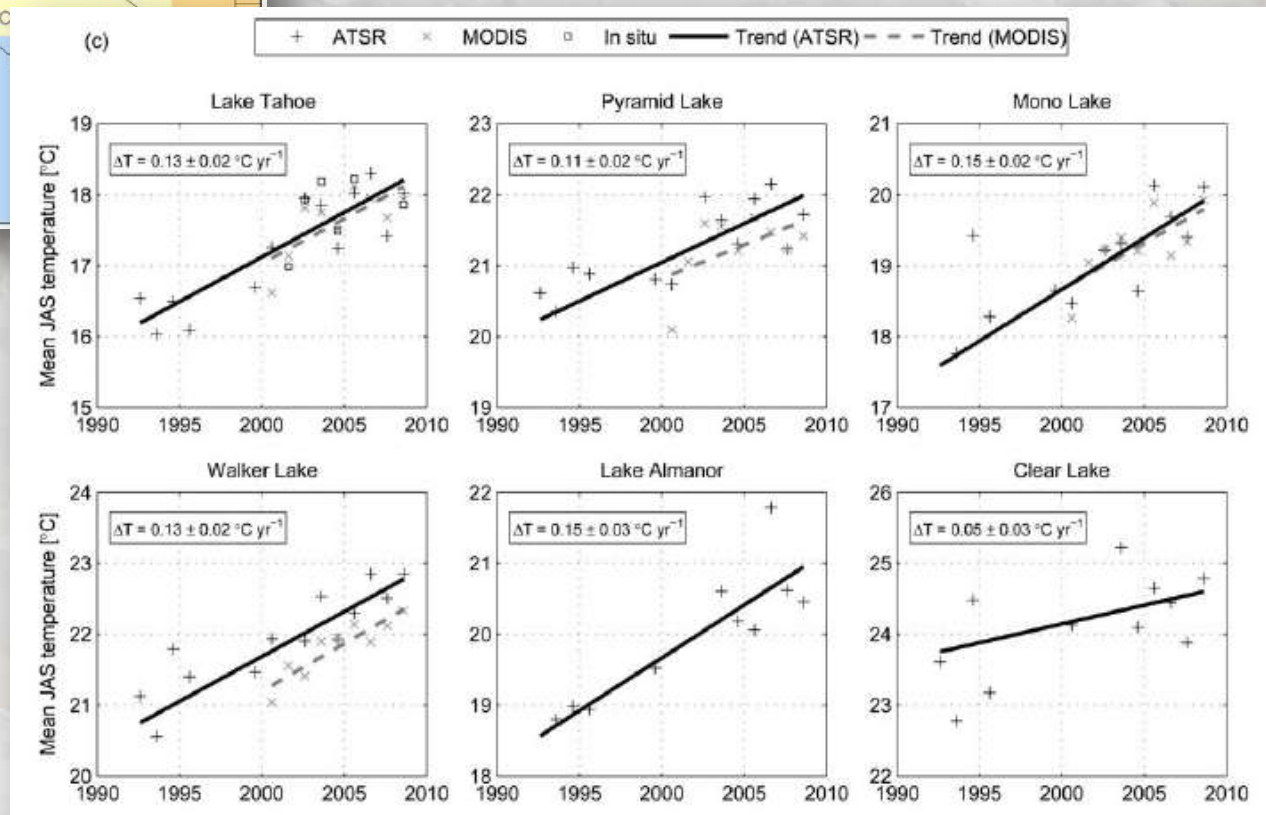 (c)
+ ATSR × MODIS □ In situ Trend (ATSR) Trend (MODIS)
Lake Tahoe
Mean JAS temperature [°C]
19
18
17
16
15
ΔT = 0.13 ± 0.02 °C yr⁻¹
1990 1995 2000 2005 2010
Pyramid Lake
23
22
21
20
19
ΔT = 0.11 ± 0.02 °C yr⁻¹
1990 1995 2000 2005 2010
Mono Lake
21
20
19
18
17
ΔT = 0.15 ± 0.02 °C yr⁻¹
1990 1995 2000 2005 2010
Walker Lake
Mean JAS temperature [°C]
24
23
22
21
20
ΔT = 0.13 ± 0.02 °C yr⁻¹
1990 1995 2000 2005 2010
Lake Almanor
22
21
20
19
18
ΔT = 0.15 ± 0.03 °C yr⁻¹
1990 1995 2000 2005 2010
Clear Lake
26
25
24
23
22
ΔT = 0.05 ± 0.03 °C yr⁻¹
1990 1995 2000 2005 2010